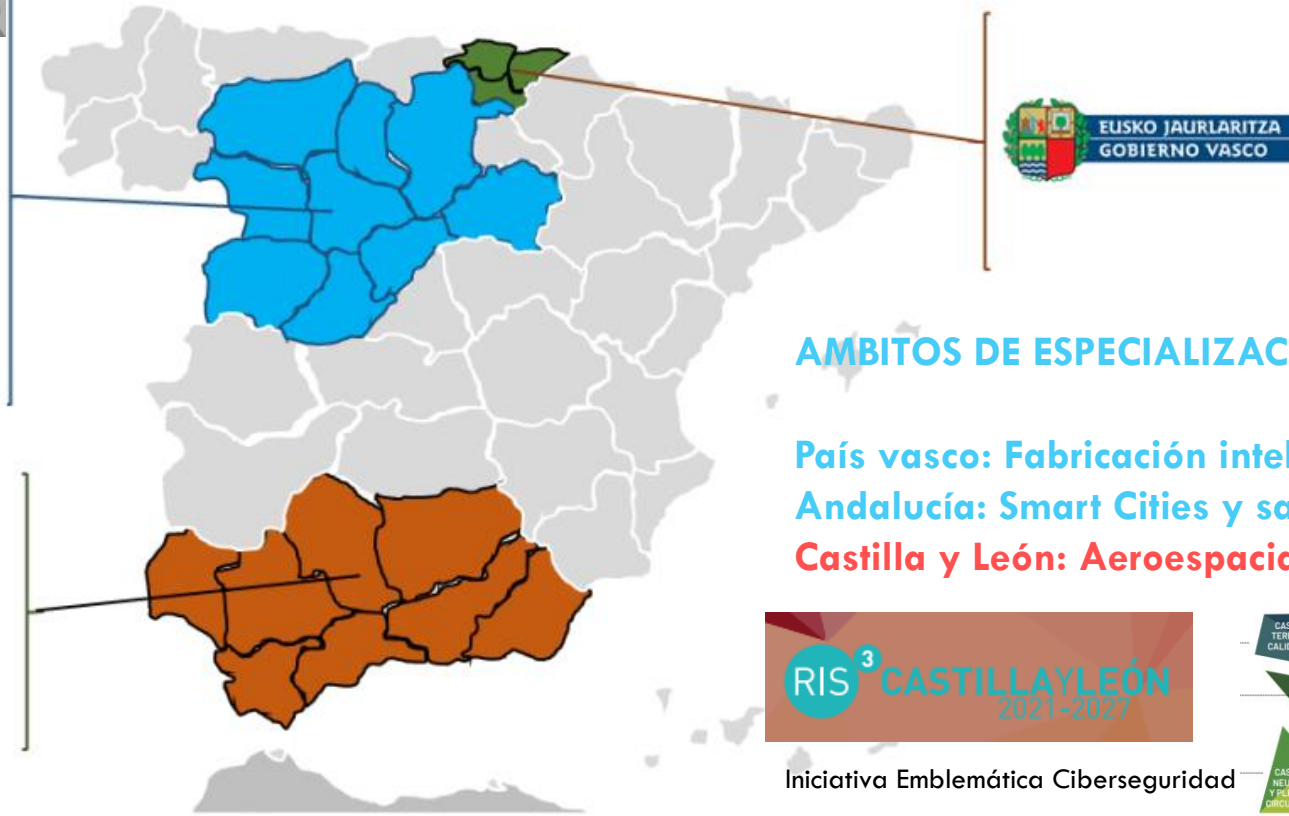 EUSKO JAURLARITZA
GOBIERNO VASCO
AMBITOS DE ESPECIALIZAC
País vasco: Fabricación intel
Andalucía: Smart Cities y sa
Castilla y León: Aeroespacia
RIS3 CASTILLAYLEÓN
2021-2027
Iniciativa Emblemática Ciberseguridad